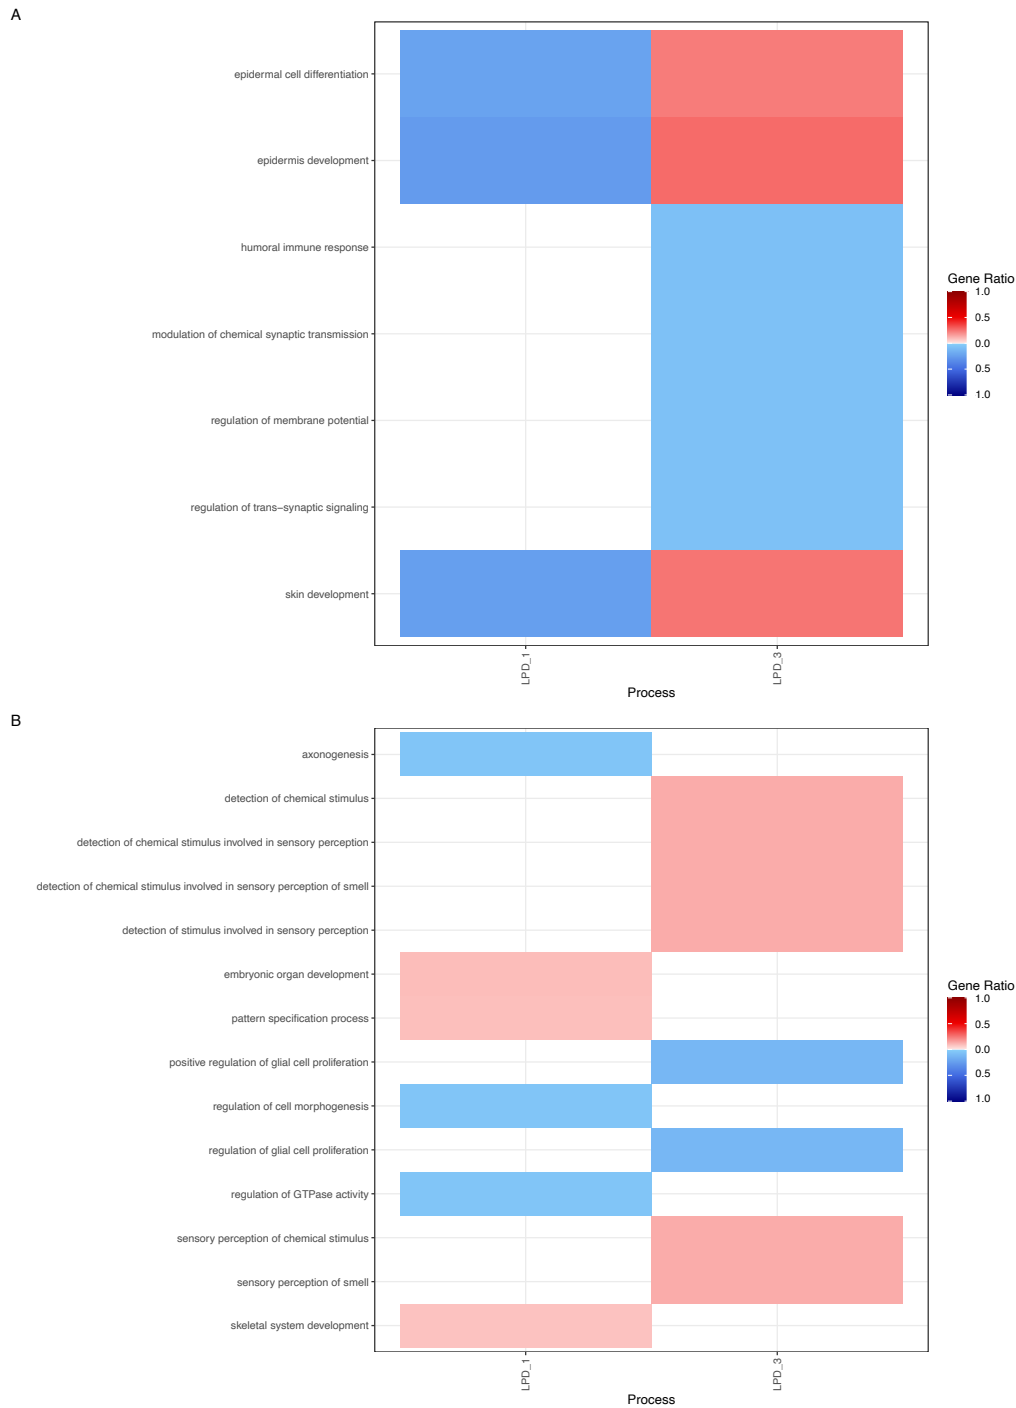 A
epidermal cell differentiation
epidermis development
humoral immune response
modulation of chemical synaptic transmission
regulation of membrane potential
regulation of trans−synaptic signaling
skin development
Gene Ratio
1.0
0.5
0.0
0.5
1.0
LPD_1
LPD_3
Process
B
axonogenesis
detection of chemical stimulus
detection of chemical stimulus involved in sensory perception
detection of chemical stimulus involved in sensory perception of smell
detection of stimulus involved in sensory perception
embryonic organ development
pattern specification process
positive regulation of glial cell proliferation
regulation of cell morphogenesis
regulation of glial cell proliferation
regulation of GTPase activity
sensory perception of chemical stimulus
sensory perception of smell
skeletal system development
Gene Ratio
1.0
0.5
0.0
0.5
1.0
LPD_1
LPD_3
Process